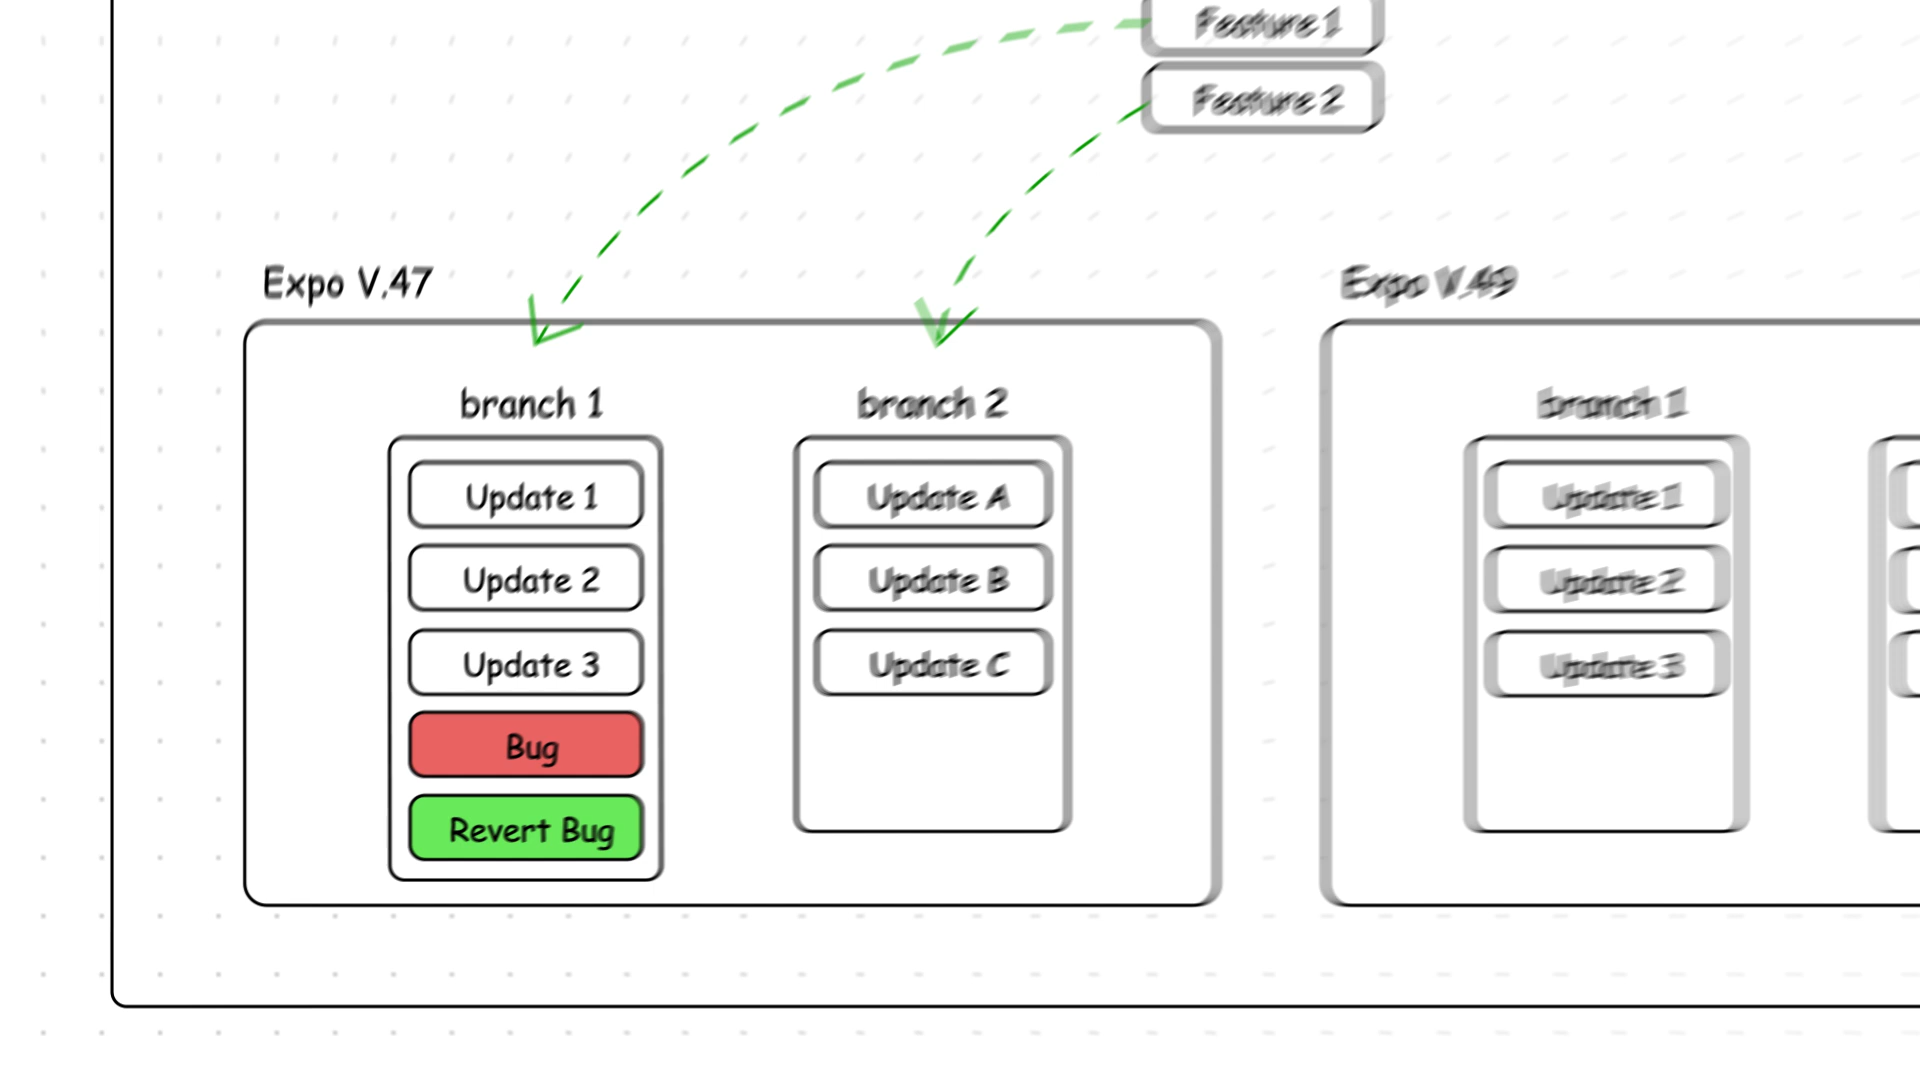 Feature 1
Feature 2
Expo V.47
Expo V.49
branch 1
branch 2
branch 1
Update 1
Update A
Update 1
Update 2
Update B
Update 2
Update 3
Update C
Update 3
Bug
Revert Bug